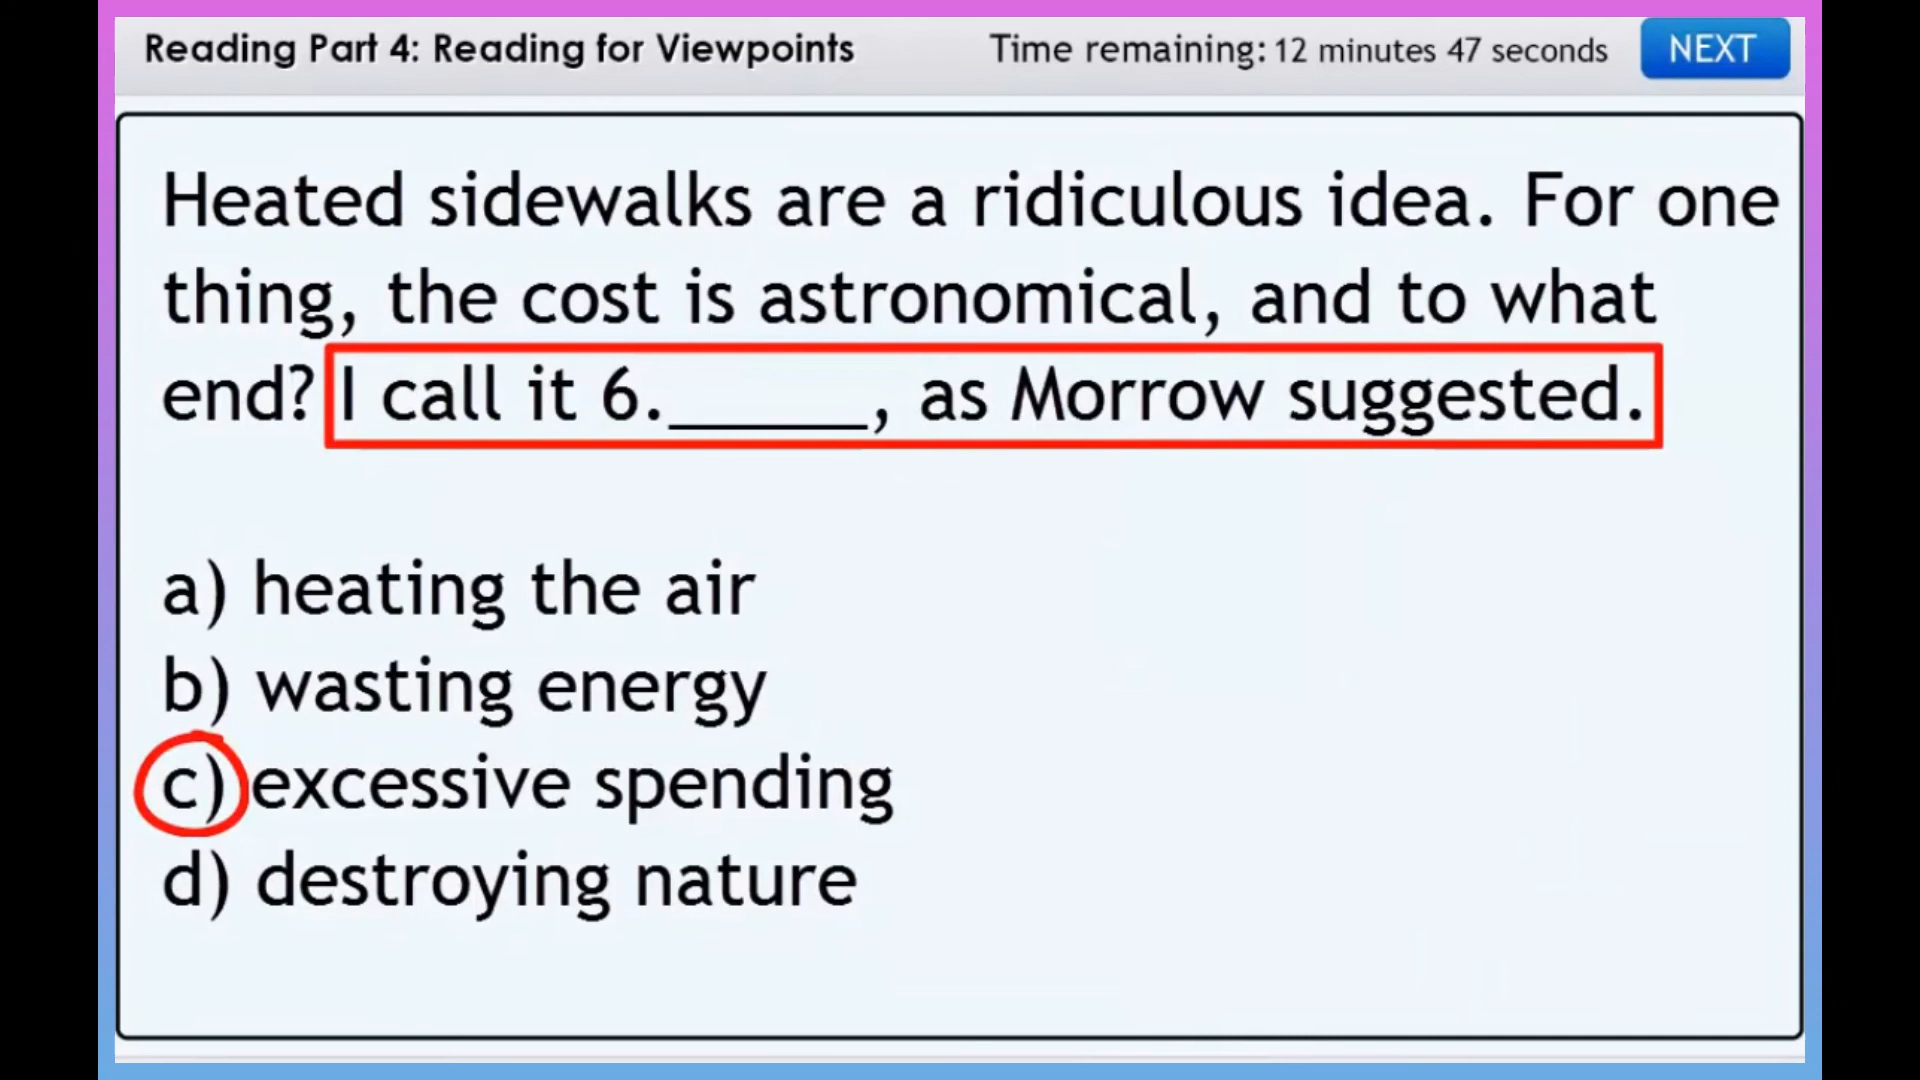 Reading Part 4: Reading for Viewpoints Time remaining: 12 minutes 47 seconds NEXT
Heated sidewalks are a ridiculous idea. For one
thing, the cost is astronomical, and to what
end? I call it 6._____, as Morrow suggested.
a) heating the air
b) wasting energy
c) excessive spending
d) destroying nature